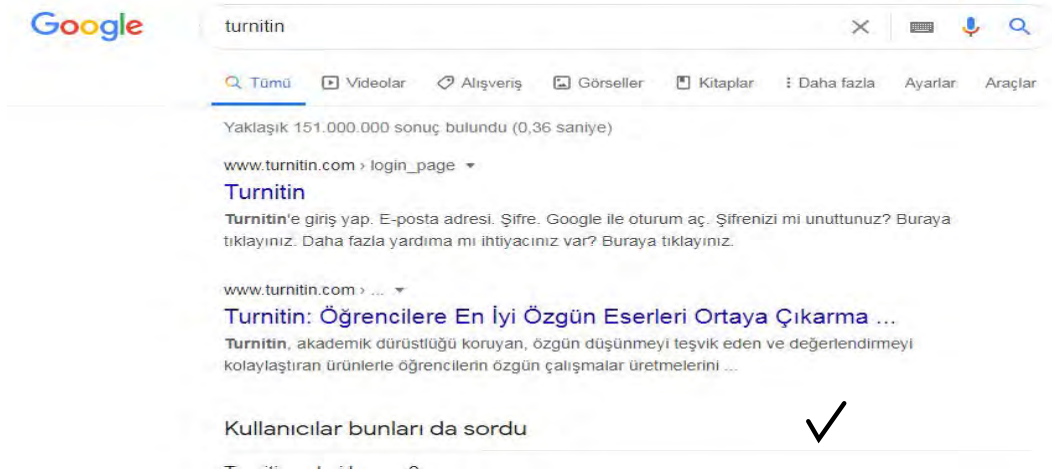 Google
turnitin
Tümü Videolar Alışveriş Görseller Kitaplar Daha fazla Ayarlar Araçlar
Yaklaşık 151.000.000 sonuç bulundu (0,36 saniye)
www.turnitin.com › login_page
Turnitin
Turnitin'e giriş yap. E-posta adresi. Şifre. Google ile oturum aç. Şifrenizi mi unuttunuz? Buraya
tıklayınız. Daha fazla yardıma mı ihtiyacınız var? Buraya tıklayınız.
www.turnitin.com › ...
Turnitin: Öğrencilere En İyi Özgün Eserleri Ortaya Çıkarma ...
Turnitin, akademik dürüstlüğü koruyan, özgün düşünmeyi teşvik eden ve değerlendirmeyi
kolaylaştıran ürünlerle öğrencilerin özgün çalışmalar üretmelerini ...
Kullanıcılar bunları da sordu